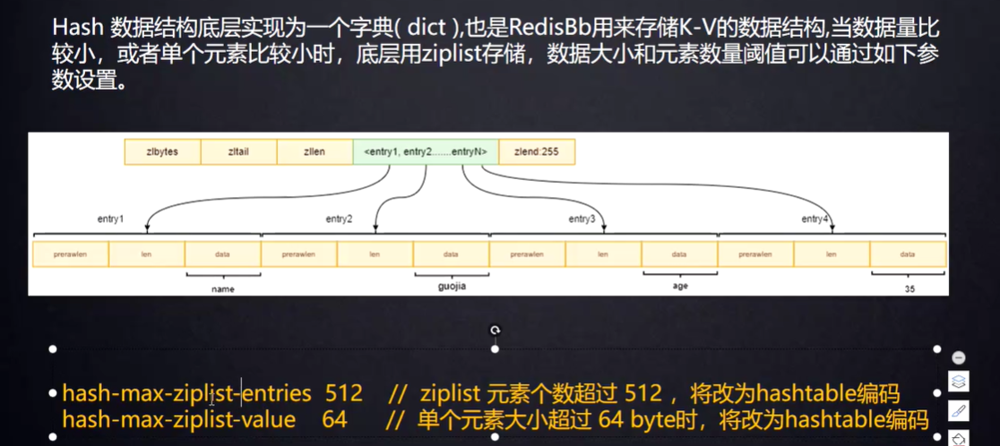 Hash 数据结构底层实现为一个字典( dict ),也是RedisBb用来存储K-V的数据结构,当数据量比
较小，或者单个元素比较小时，底层用ziplist存储，数据大小和元素数量阈值可以通过如下参
数设置。
zlbytes zltail zllen <entry1, entry2.......entryN> zlend:255
entry1 entry2 entry3 entry4
prerawlen len data prerawlen len data prerawlen len data prerawlen len data
name guojia age 35
hash-max-ziplist-entries 512 // ziplist 元素个数超过 512 ，将改为hashtable编码
hash-max-ziplist-value 64 // 单个元素大小超过 64 byte时，将改为hashtable编码